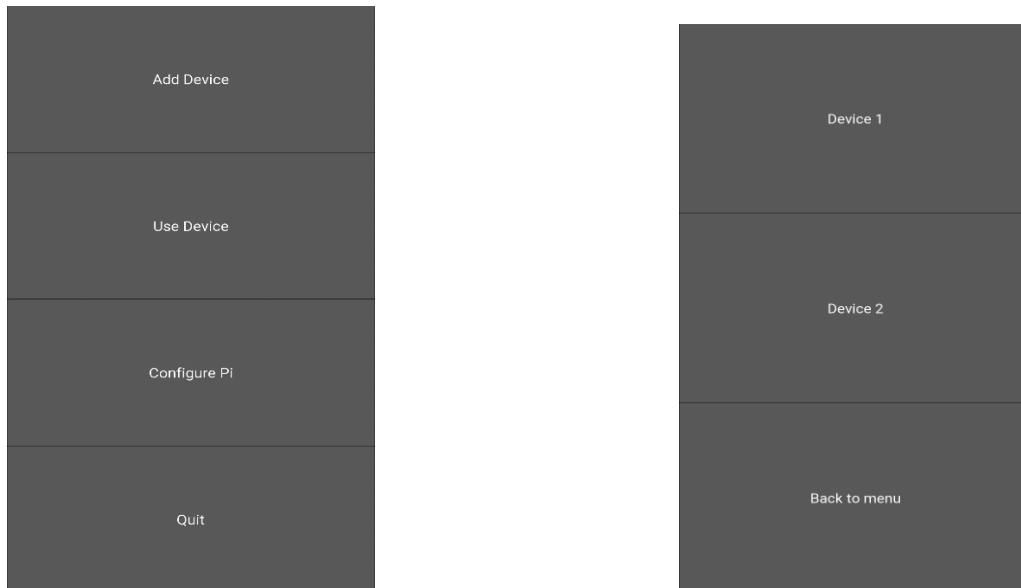 Add Device
Use Device
Configure Pi
Quit
Device 1
Device 2
Back to menu